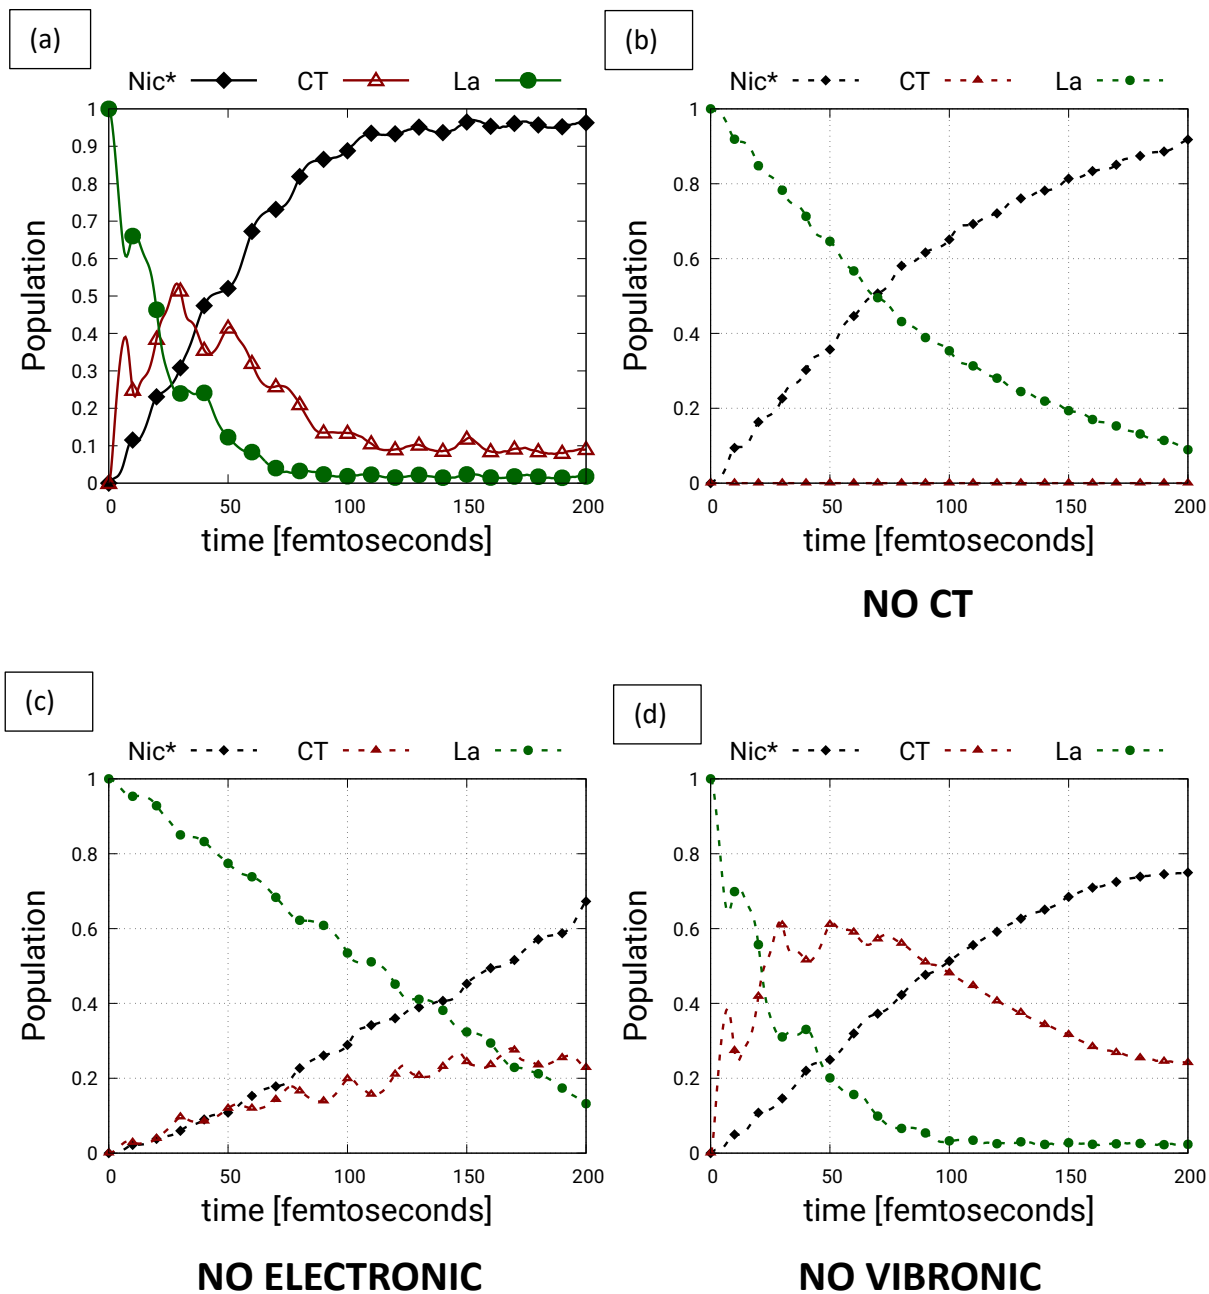 (a)
Nic* CT La
1
0.9
0.8
0.7
0.6
0.5
0.4
0.3
0.2
0.1
0
Population
0 50 100 150 200
time [femtoseconds]
(b)
Nic* CT La
1
0.8
0.6
0.4
0.2
0
Population
0 50 100 150 200
time [femtoseconds]
NO CT
(c)
Nic* CT La
1
0.8
0.6
0.4
0.2
0
Population
0 50 100 150 200
time [femtoseconds]
NO ELECTRONIC
(d)
Nic* CT La
1
0.8
0.6
0.4
0.2
0
Population
0 50 100 150 200
time [femtoseconds]
NO VIBRONIC